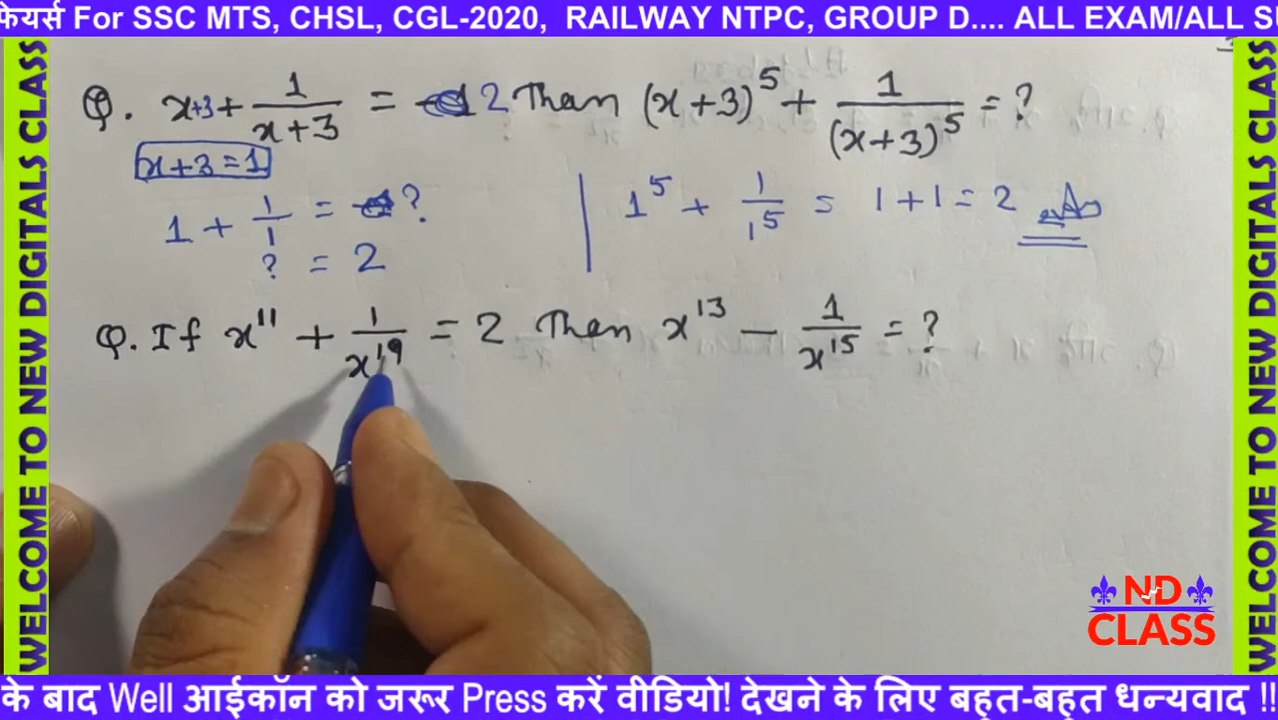 फेयर्स For SSC MTS, CHSL, CGL-2020, RAILWAY NTPC, GROUP D.... ALL EXAM/ALL S
WELCOME TO NEW DIGITALS CLASS
Q. x+3 + 1/(x+3) = 2 Than (x+3)^5 + 1/(x+3)^5 = ?
x+3 = 1
1 + 1/1 = ?
? = 2
1^5 + 1/1^5 = 1+1 = 2 Ans
Q. If x^11 + 1/x^19 = 2 Then x^13 - 1/x^15 = ?
ND
CLASS
WELCOME TO NEW DIGITALS CLASS
के बाद Well आईकॉन को जरूर Press करें वीडियो! देखने के लिए बहुत-बहुत धन्यवाद !!